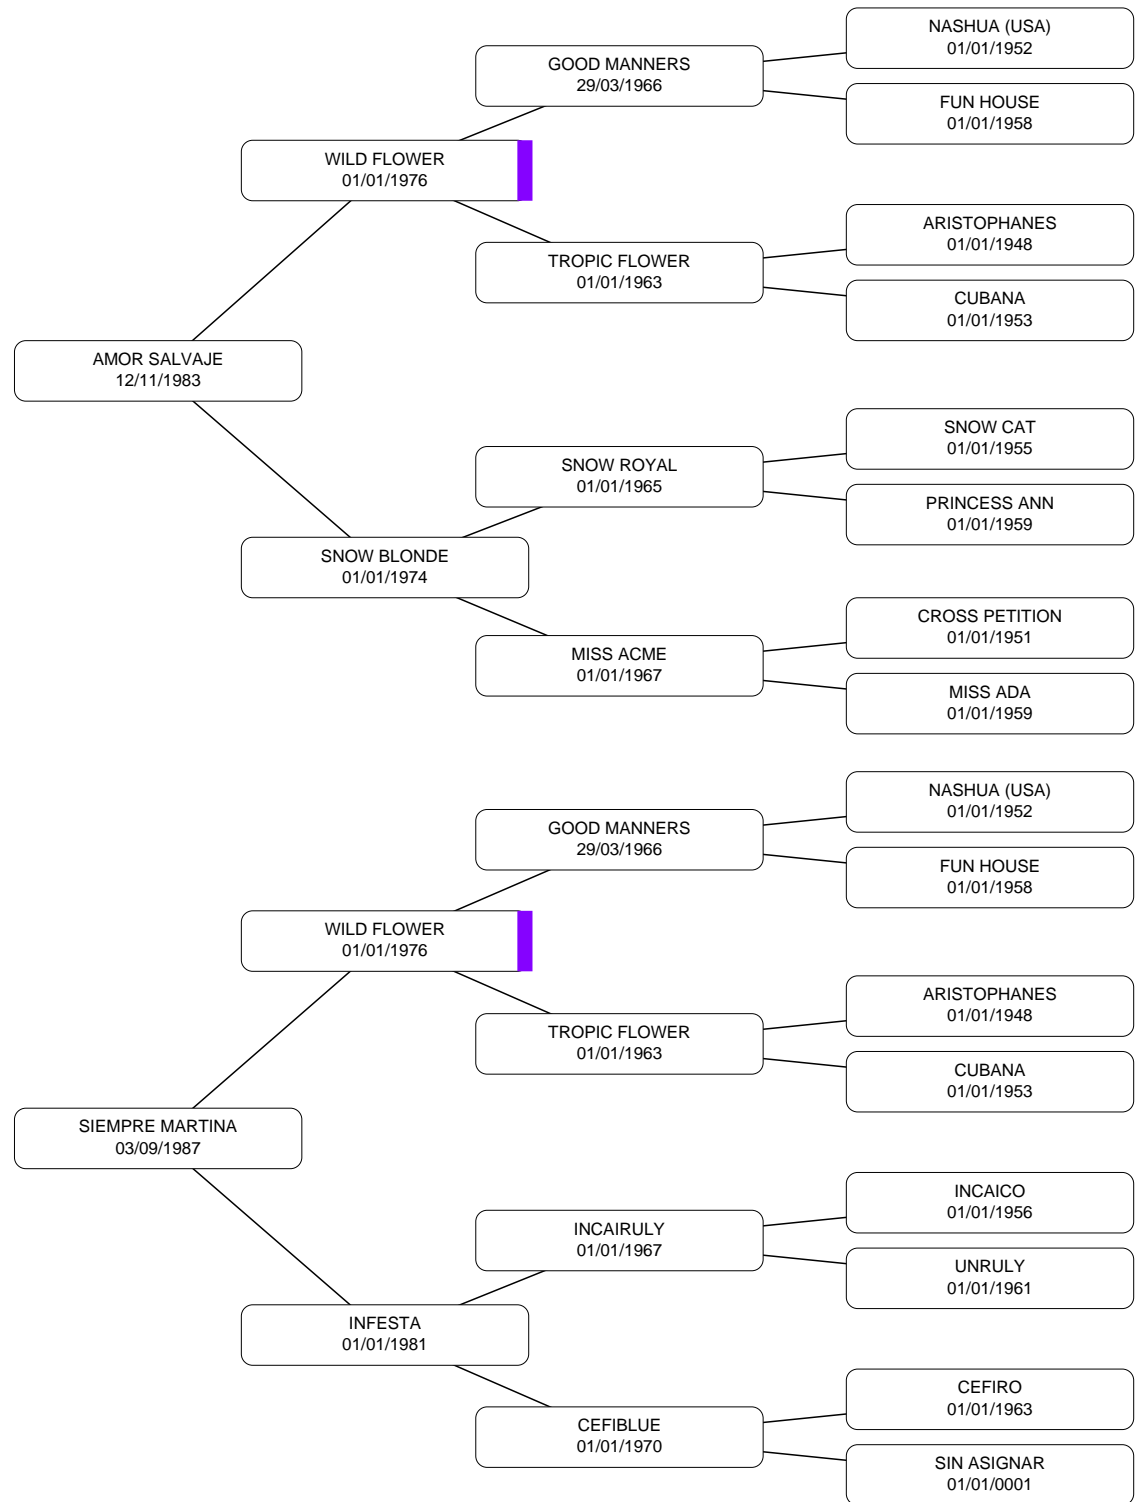 NASHUA (USA)
01/01/1952
GOOD MANNERS
29/03/1966
FUN HOUSE
01/01/1958
WILD FLOWER
01/01/1976
ARISTOPHANES
01/01/1948
TROPIC FLOWER
01/01/1963
CUBANA
01/01/1953
AMOR SALVAJE
12/11/1983
SNOW CAT
01/01/1955
SNOW ROYAL
01/01/1965
PRINCESS ANN
01/01/1959
SNOW BLONDE
01/01/1974
CROSS PETITION
01/01/1951
MISS ACME
01/01/1967
MISS ADA
01/01/1959
NASHUA (USA)
01/01/1952
GOOD MANNERS
29/03/1966
FUN HOUSE
01/01/1958
WILD FLOWER
01/01/1976
ARISTOPHANES
01/01/1948
TROPIC FLOWER
01/01/1963
CUBANA
01/01/1953
SIEMPRE MARTINA
03/09/1987
INCAICO
01/01/1956
INCAIRULY
01/01/1967
UNRULY
01/01/1961
INFESTA
01/01/1981
CEFIRO
01/01/1963
CEFIBLUE
01/01/1970
SIN ASIGNAR
01/01/0001